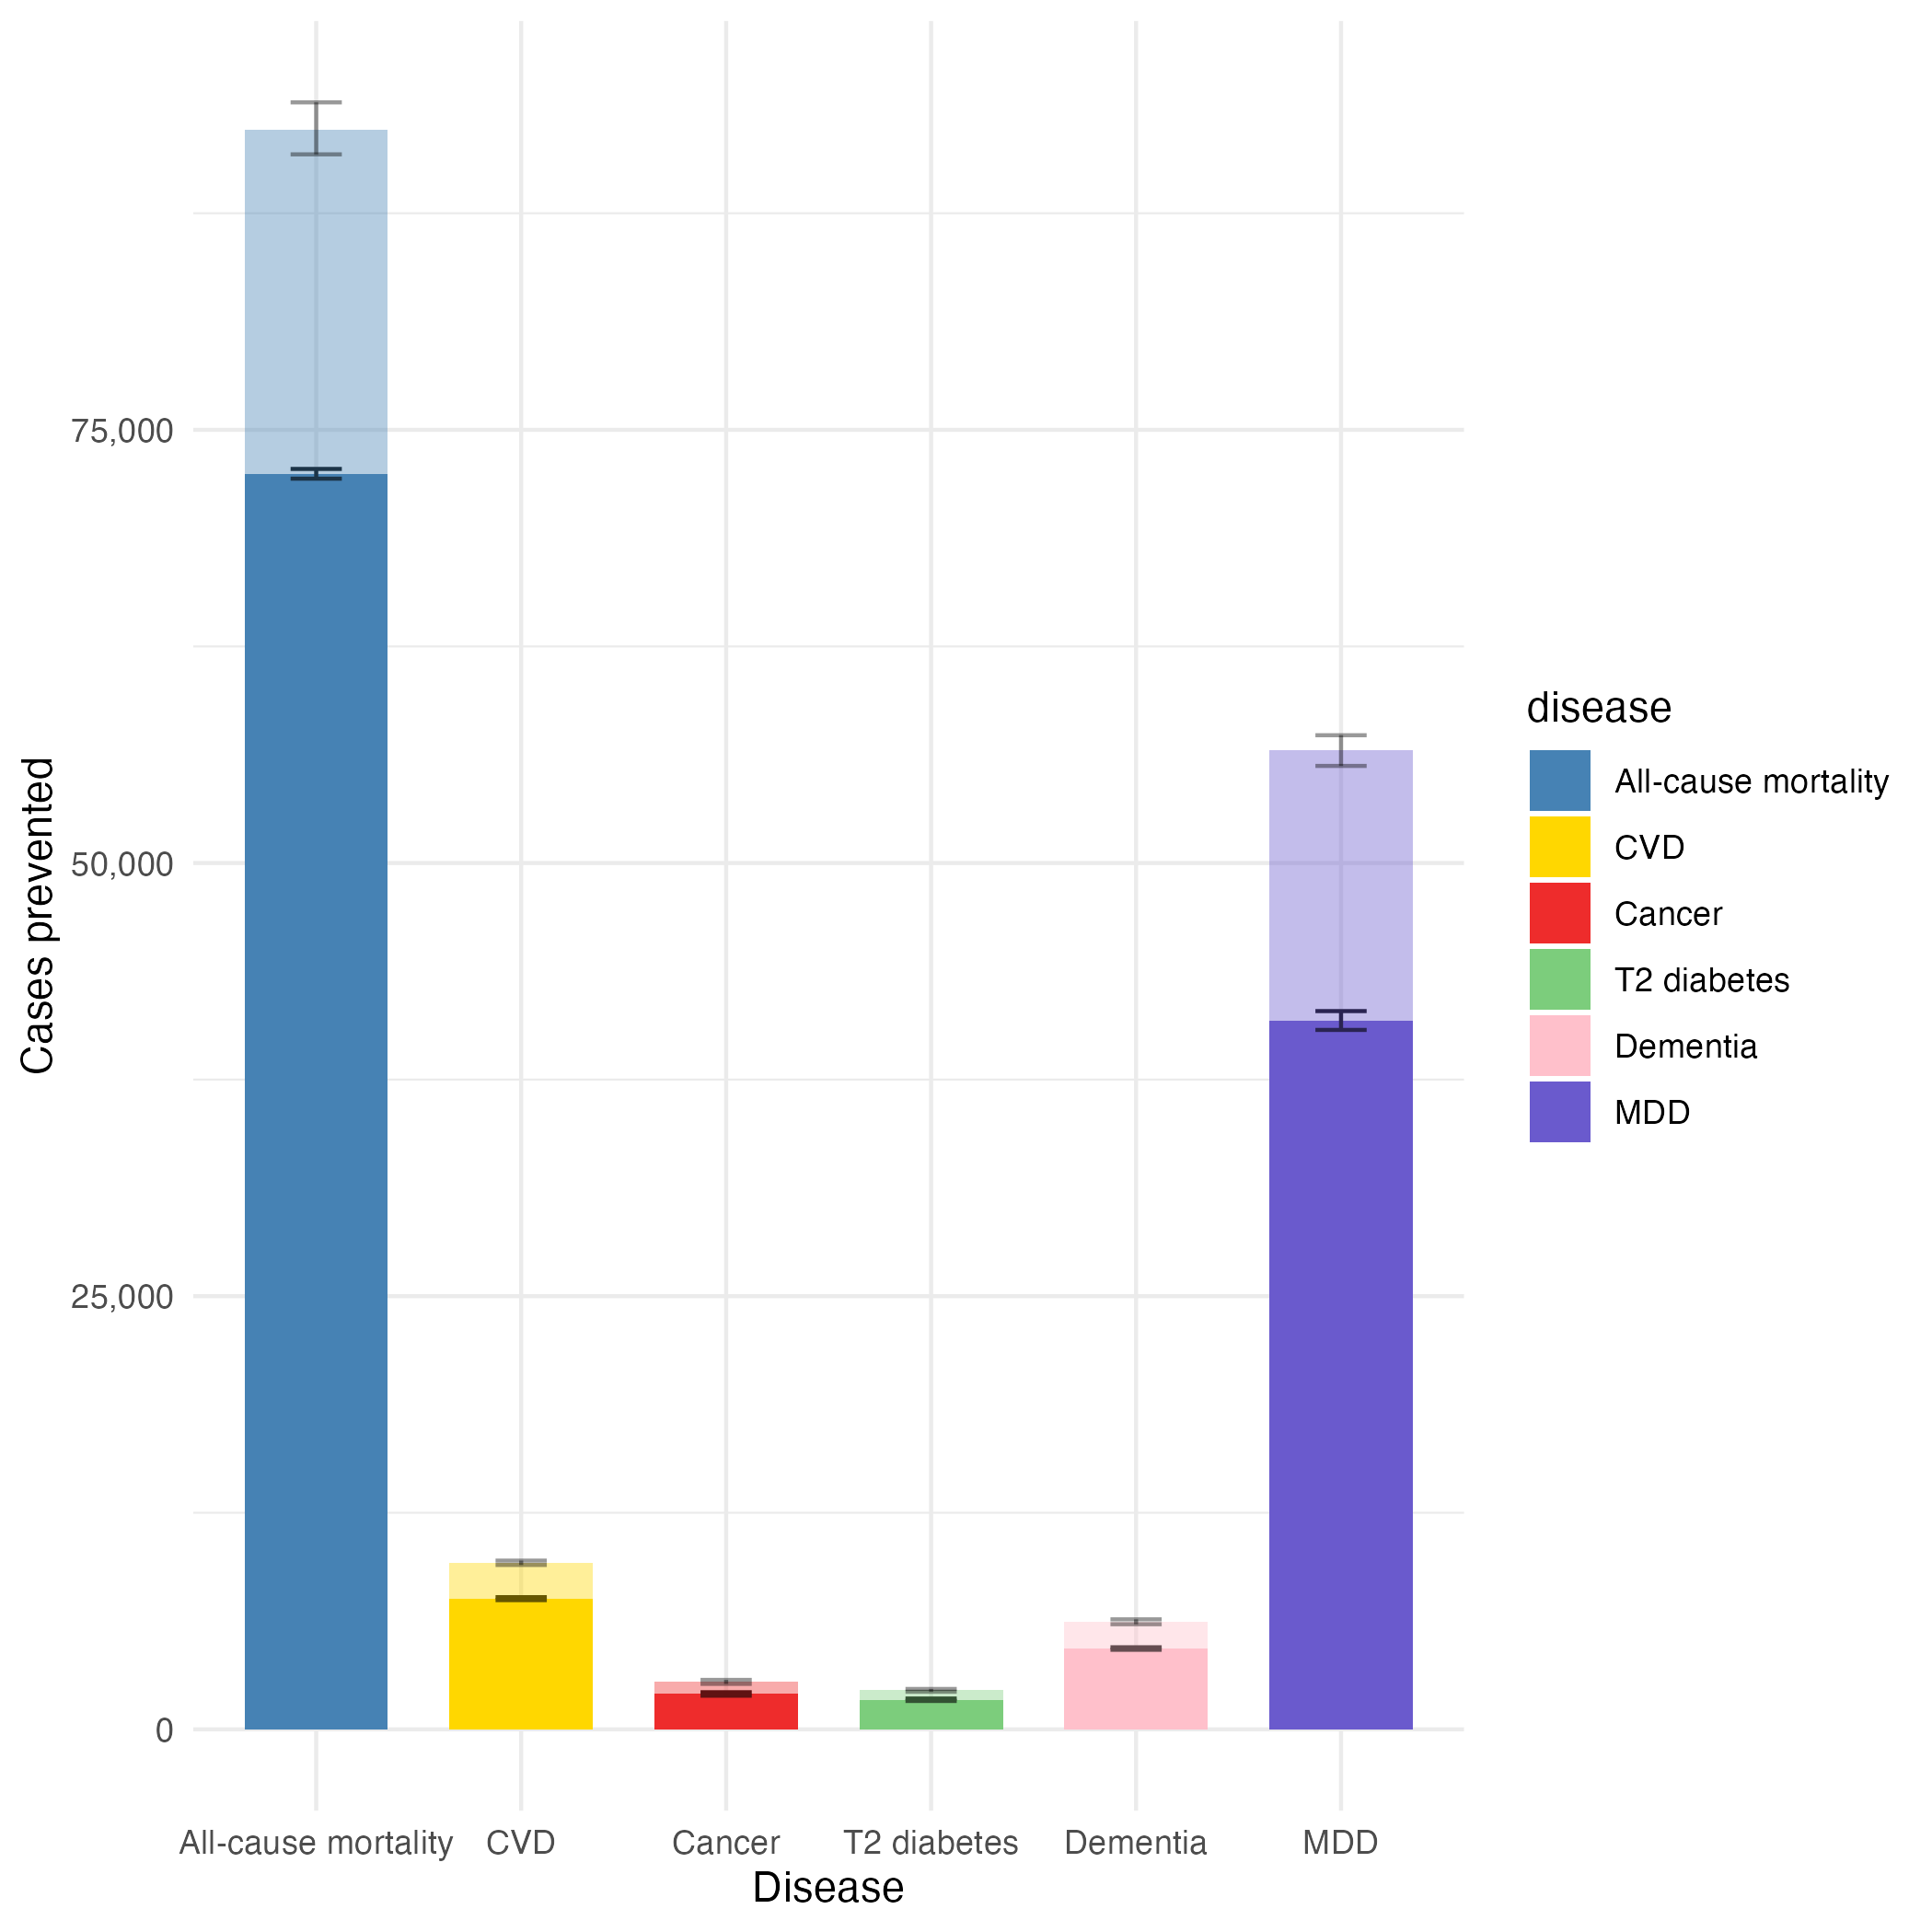 75,000
50,000
25,000
0
Cases prevented
All-cause mortality
CVD
Cancer
T2 diabetes
Dementia
MDD
Disease
disease
All-cause mortality
CVD
Cancer
T2 diabetes
Dementia
MDD